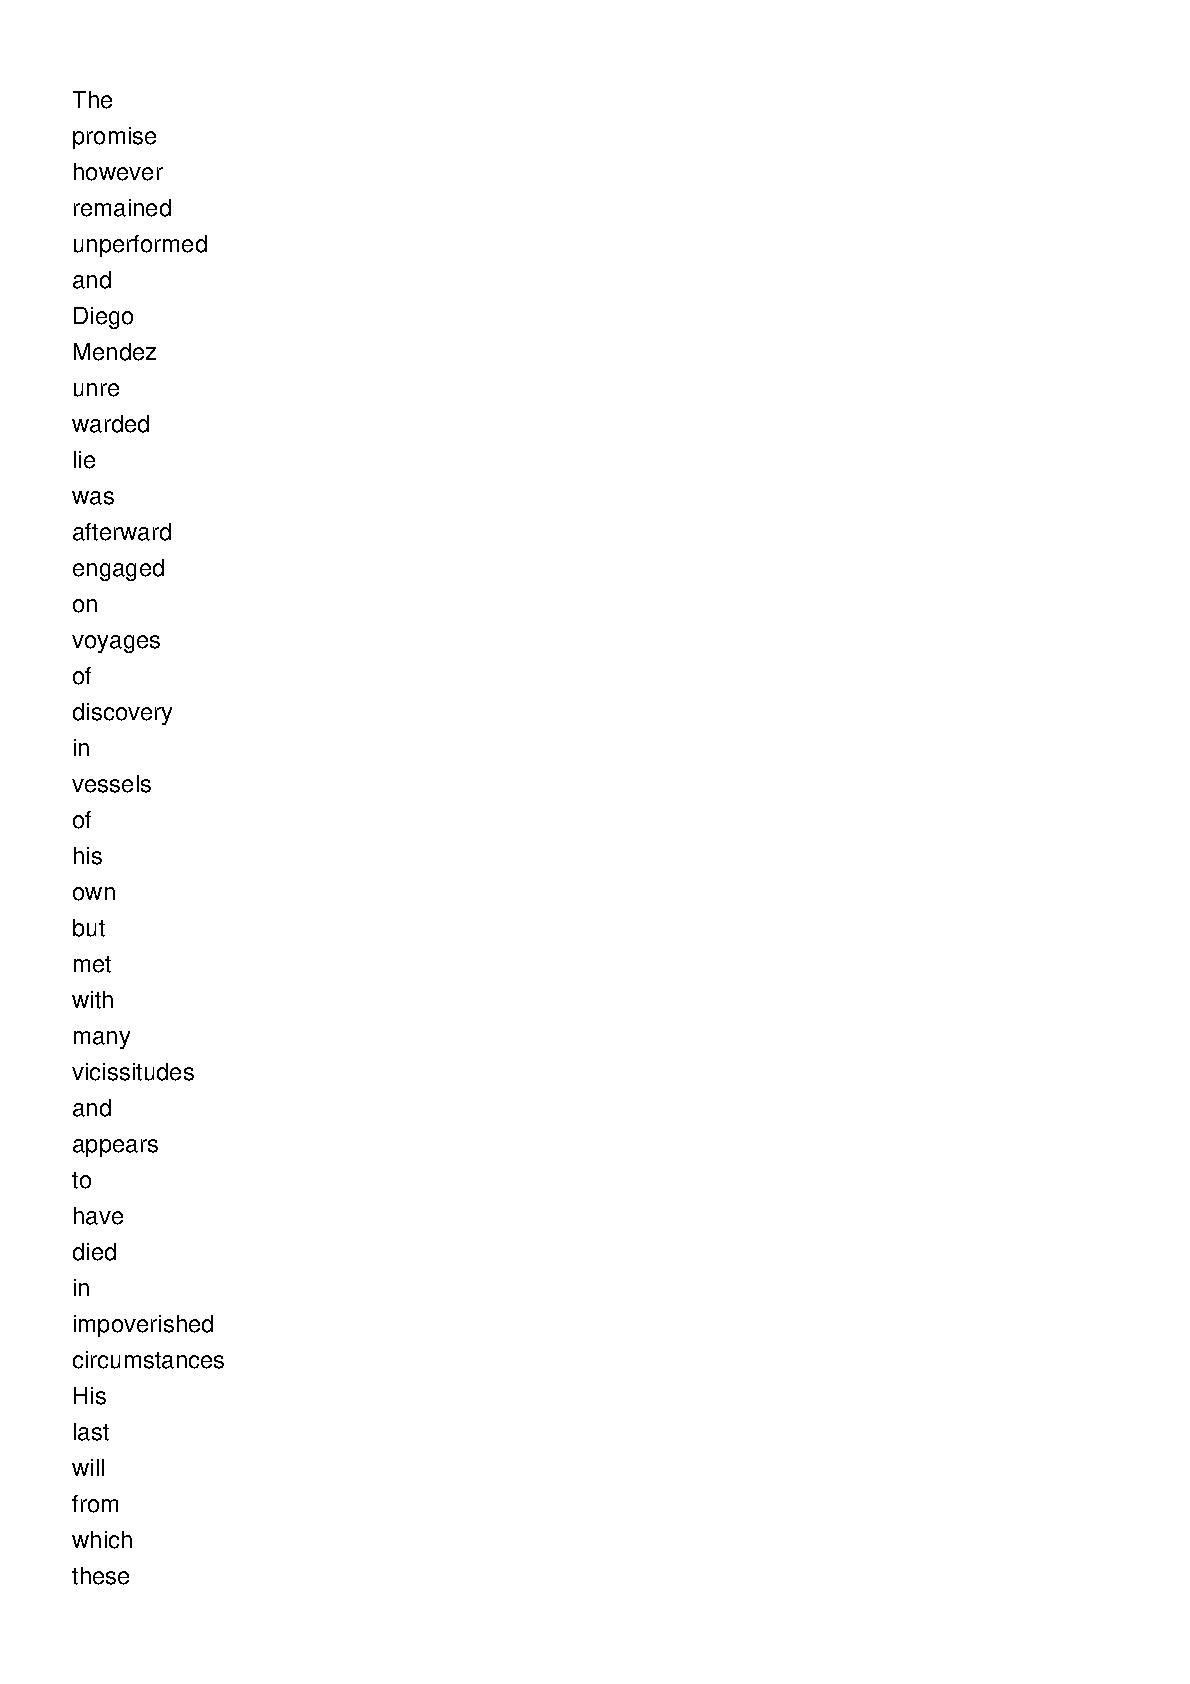 The
promise
however
remained
unperformed
and
Diego
Mendez
unre
warded
lie
was
afterward
engaged
on
voyages
of
discovery
in
vessels
of
his
own
but
met
with
many
vicissitudes
and
appears
to
have
died
in
impoverished
circumstances
His
last
will
from
which
these